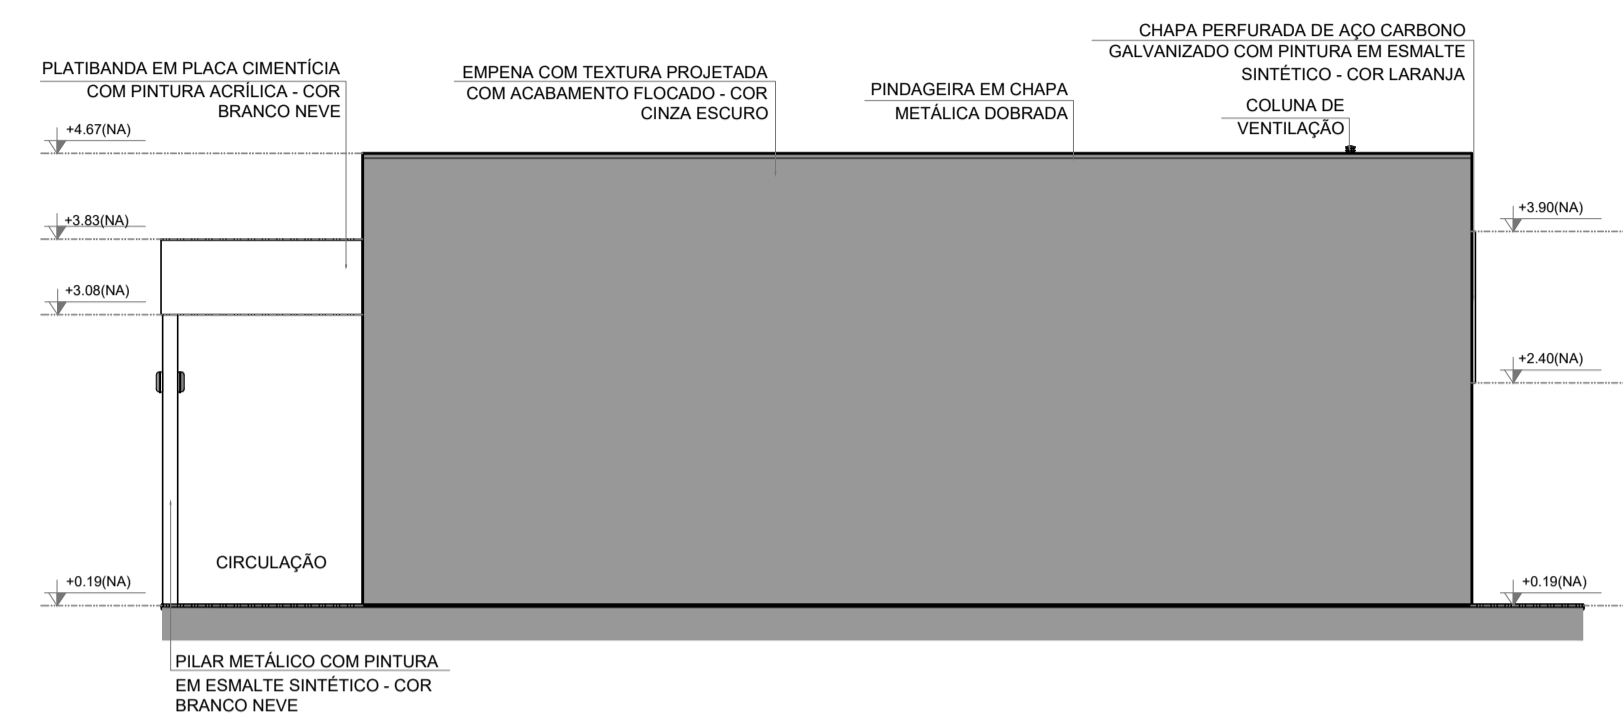 CHAPA PERFURADA DE AÇO CARBONO
GALVANIZADO COM PINTURA EM ESMALTE
SINTÉTICO - COR LARANJA
PLATIBANDA EM PLACA CIMENTÍCIA
COM PINTURA ACRÍLICA - COR
BRANCO NEVE
EMPENA COM TEXTURA PROJETADA
COM ACABAMENTO FLOCADO - COR
CINZA ESCURO
PINDAGEIRA EM CHAPA
METÁLICA DOBRADA
COLUNA DE
VENTILAÇÃO
+4.67(NA)
+3.83(NA)
+3.90(NA)
+3.08(NA)
+2.40(NA)
CIRCULAÇÃO
+0.19(NA)
+0.19(NA)
PILAR METÁLICO COM PINTURA
EM ESMALTE SINTÉTICO - COR
BRANCO NEVE